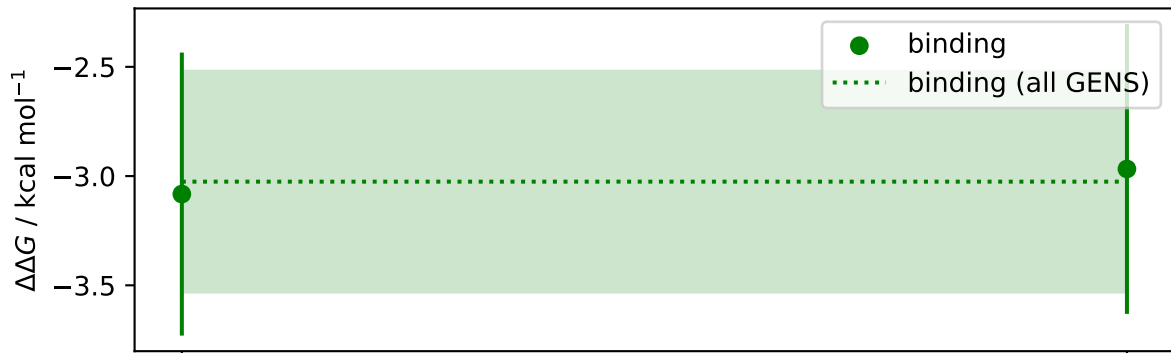 ΔΔG / kcal mol⁻¹
−2.5
−3.0
−3.5
binding
binding (all GENS)